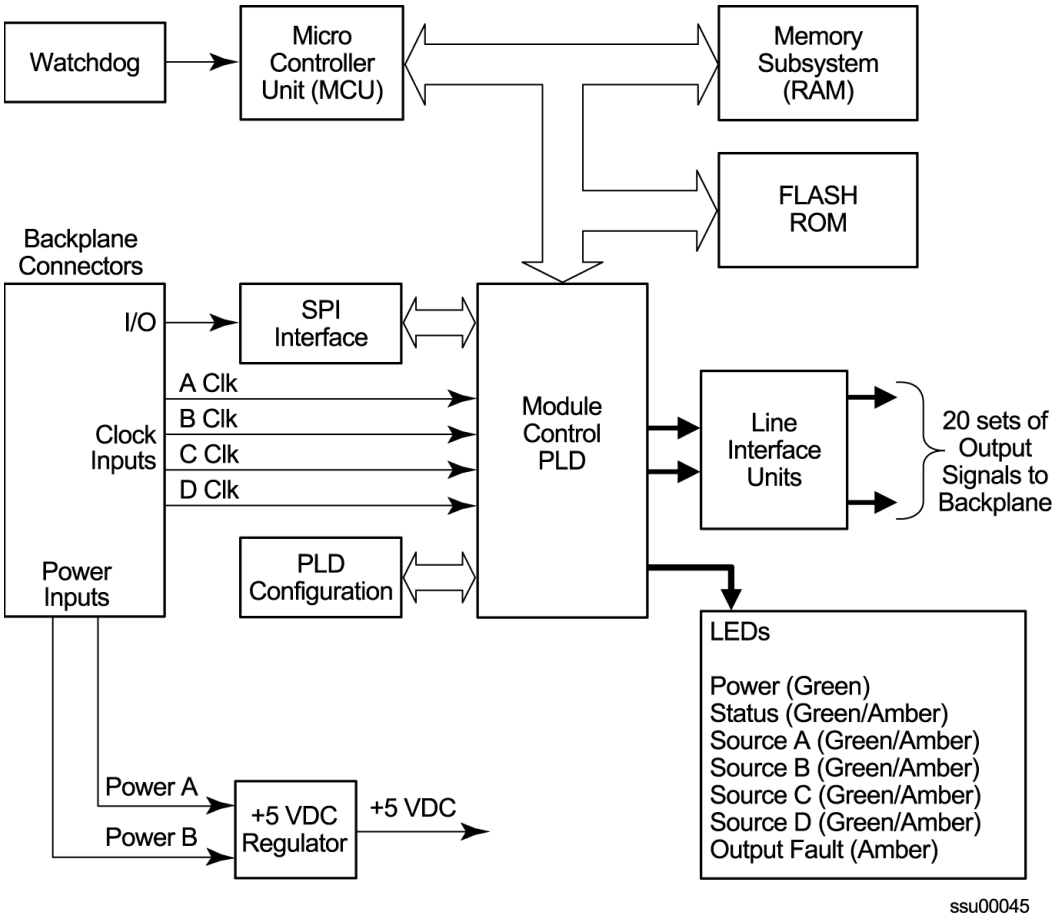 Watchdog
Micro
Controller
Unit (MCU)
Memory
Subsystem
(RAM)
FLASH
ROM
Backplane
Connectors
I/O
SPI
Interface
A Clk
B Clk
C Clk
D Clk
Clock
Inputs
Module
Control
PLD
Line
Interface
Units
20 sets of
Output
Signals to
Backplane
PLD
Configuration
Power
Inputs
LEDs
Power (Green)
Status (Green/Amber)
Source A (Green/Amber)
Source B (Green/Amber)
Source C (Green/Amber)
Source D (Green/Amber)
Output Fault (Amber)
Power A
Power B
+5 VDC
Regulator
+5 VDC
ssu00045